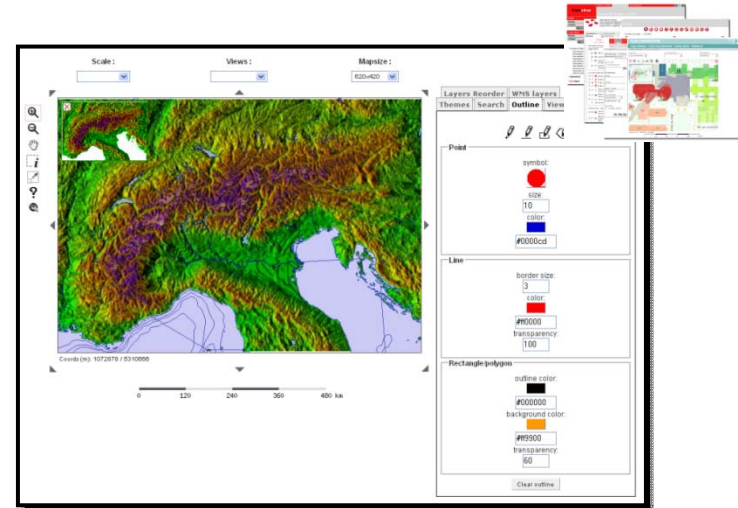 Scale : Views : Mapsize :
620x420
Layers Reorder WMS layers
Themes Search Outline View
Point
symbol:
size:
10
color:
#0000cd
Line
border size:
3
color:
#ff0000
transparency:
100
Rectangle/polygon
outline color:
#000000
background color:
#ff9900
transparency:
60
Clear outline
Coords (m): 1072878 / 5310666
0 120 240 360 480 km